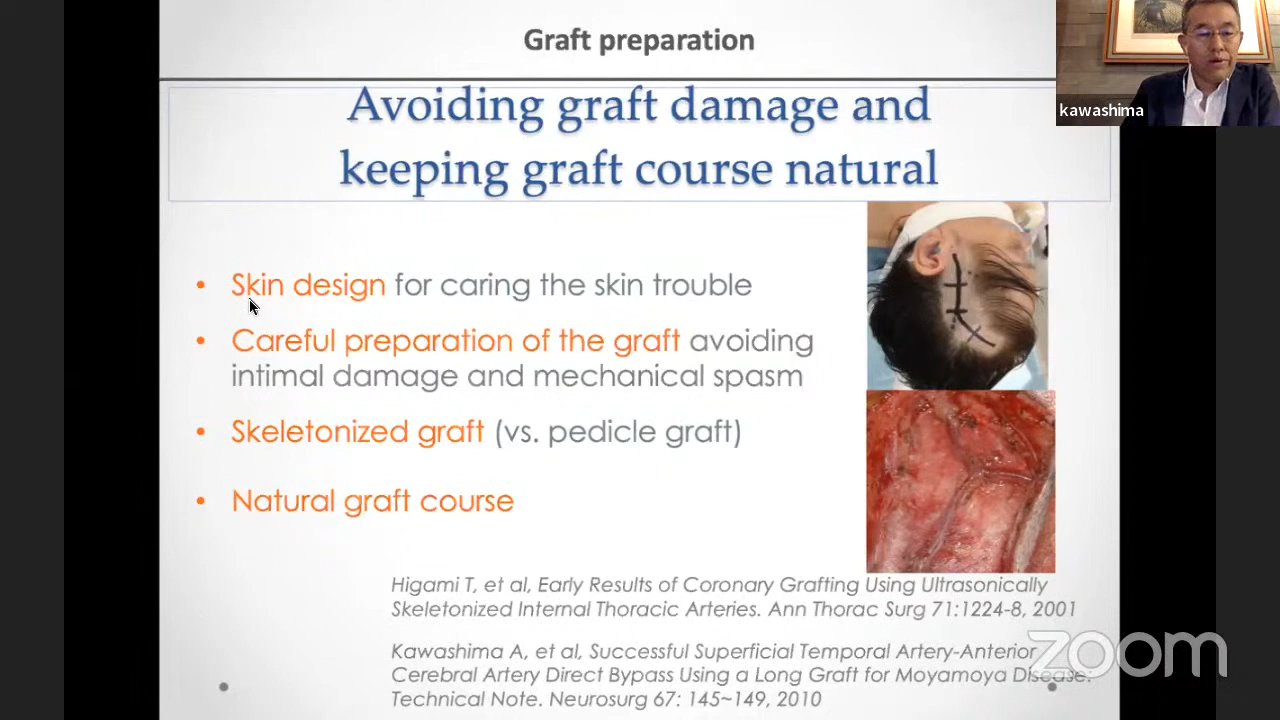 Graft preparation
Avoiding graft damage and
keeping graft course natural
kawashima
• Skin design for caring the skin trouble
• Careful preparation of the graft avoiding
intimal damage and mechanical spasm
• Skeletonized graft (vs. pedicle graft)
• Natural graft course
Higami T, et al, Early Results of Coronary Grafting Using Ultrasonically
Skeletonized Internal Thoracic Arteries. Ann Thorac Surg 71:1224-8, 2001
Kawashima A, et al, Successful Superficial Temporal Artery-Anterior
Cerebral Artery Direct Bypass Using a Long Graft for Moyamoya Disease:
Technical Note. Neurosurg 67: 145~149, 2010
zoom